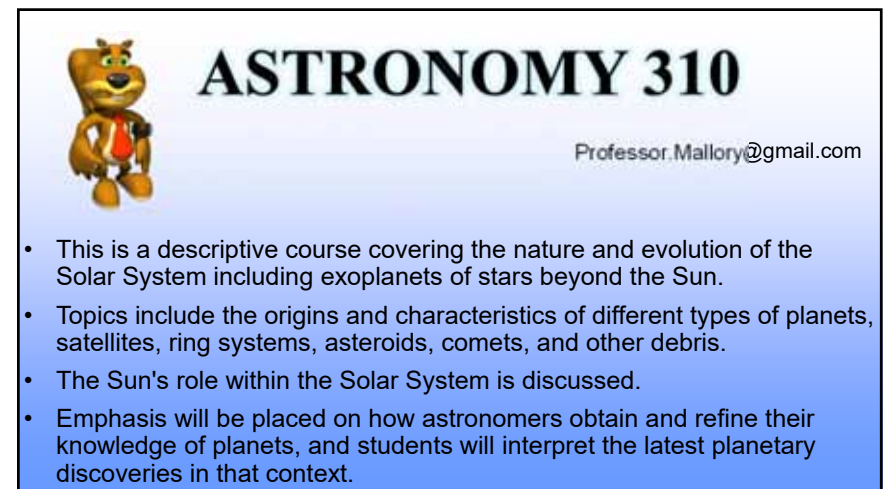 ASTRONOMY 310
Professor.Mallory@gmail.com
• This is a descriptive course covering the nature and evolution of the
Solar System including exoplanets of stars beyond the Sun.
• Topics include the origins and characteristics of different types of planets,
satellites, ring systems, asteroids, comets, and other debris.
• The Sun's role within the Solar System is discussed.
• Emphasis will be placed on how astronomers obtain and refine their
knowledge of planets, and students will interpret the latest planetary
discoveries in that context.